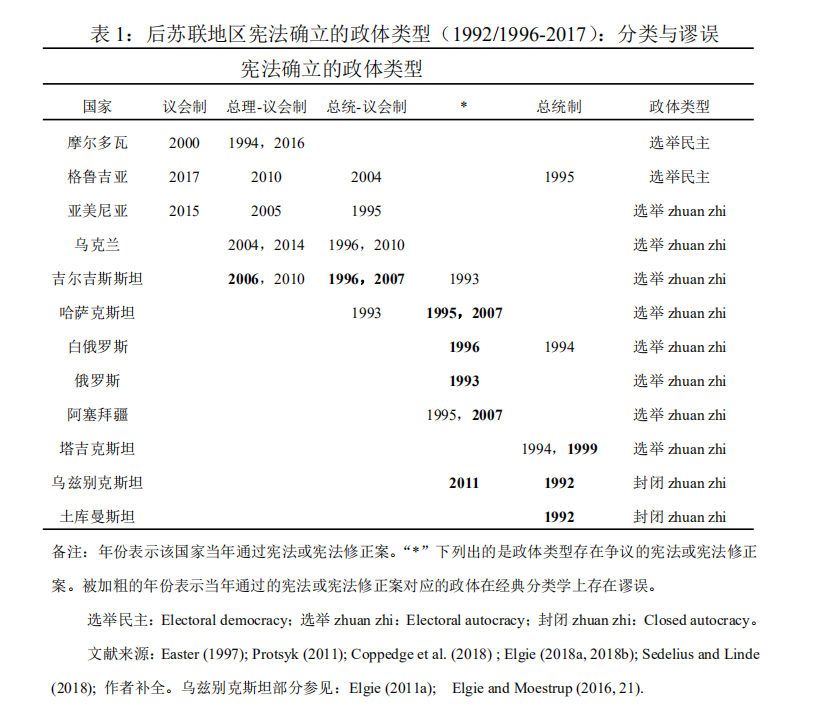 表 1：后苏联地区宪法确立的政体类型（1992/1996-2017）：分类与谬误
宪法确立的政体类型
国家 议会制 总理-议会制 总统-议会制 * 总统制 政体类型
摩尔多瓦 2000 1994，2016 选举民主
格鲁吉亚 2017 2010 2004 1995 选举民主
亚美尼亚 2015 2005 1995 选举 zhuan zhi
乌克兰 2004，2014 1996，2010 选举 zhuan zhi
吉尔吉斯斯坦 2006，2010 1996，2007 1993 选举 zhuan zhi
哈萨克斯坦 1993 1995，2007 选举 zhuan zhi
白俄罗斯 1996 1994 选举 zhuan zhi
俄罗斯 1993 选举 zhuan zhi
阿塞拜疆 1995，2007 选举 zhuan zhi
塔吉克斯坦 1994，1999 选举 zhuan zhi
乌兹别克斯坦 2011 1992 封闭 zhuan zhi
土库曼斯坦 1992 封闭 zhuan zhi
备注：年份表示该国家当年通过宪法或宪法修正案。“*”下列出的是政体类型存在争议的宪法或宪法修正
案。被加粗的年份表示当年通过的宪法或宪法修正案对应的政体在经典分类学上存在谬误。
选举民主：Electoral democracy；选举 zhuan zhi：Electoral autocracy；封闭 zhuan zhi：Closed autocracy。
文献来源：Easter (1997); Protsyk (2011); Coppedge et al. (2018) ; Elgie (2018a, 2018b); Sedelius and Linde
(2018); 作者补全。乌兹别克斯坦部分参见：Elgie (2011a); Elgie and Moestrup (2016, 21).